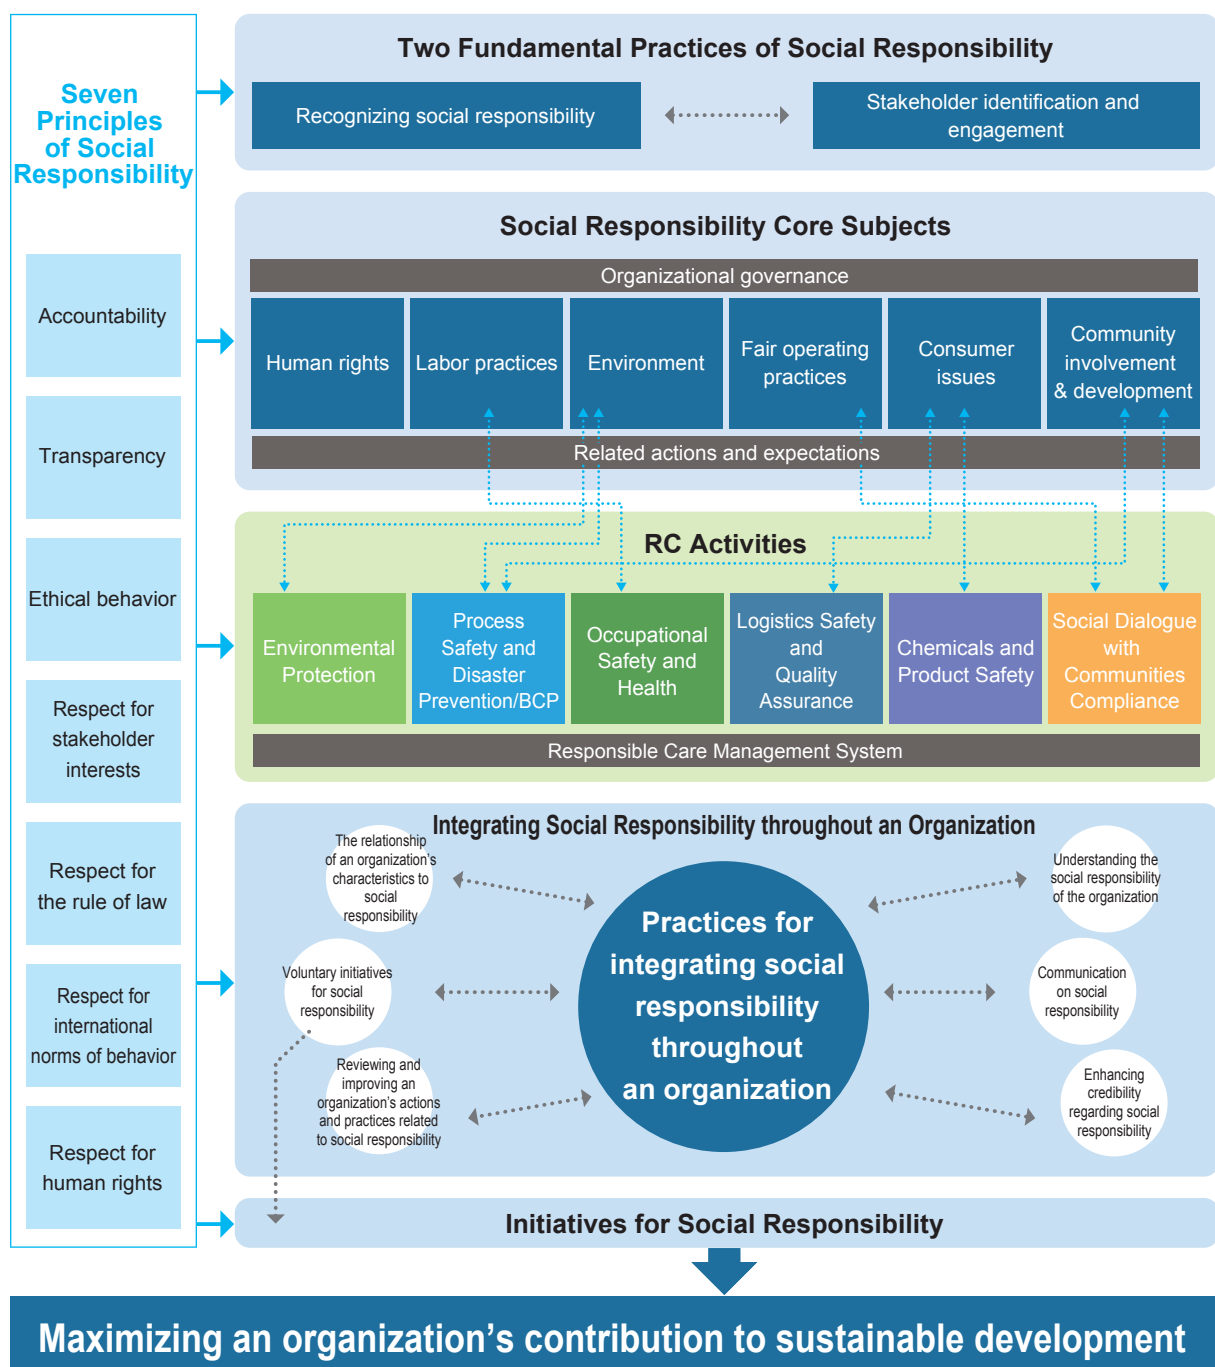 Seven
Principles
of Social
Responsibility
Accountability
Transparency
Ethical behavior
Respect for
stakeholder
interests
Respect for
the rule of law
Respect for
international
norms of behavior
Respect for
human rights
Two Fundamental Practices of Social Responsibility
Recognizing social responsibility
Stakeholder identification and
engagement
Social Responsibility Core Subjects
Organizational governance
Human rights
Labor practices
Environment
Fair operating
practices
Consumer
issues
Community
involvement
& development
Related actions and expectations
RC Activities
Environmental
Protection
Process
Safety and
Disaster
Prevention/BCP
Occupational
Safety and
Health
Logistics Safety
and
Quality
Assurance
Chemicals and
Product Safety
Social Dialogue
with
Communities
Compliance
Responsible Care Management System
Integrating Social Responsibility throughout an Organization
The relationship
of an organization's
characteristics to
social
responsibility
Voluntary initiatives
for social
responsibility
Reviewing and
improving an
organization's actions
and practices related
to social responsibility
Practices for
integrating social
responsibility
throughout
an organization
Understanding the
social responsibility
of the organization
Communication
on social
responsibility
Enhancing
credibility
regarding social
responsibility
Initiatives for Social Responsibility
Maximizing an organization's contribution to sustainable development